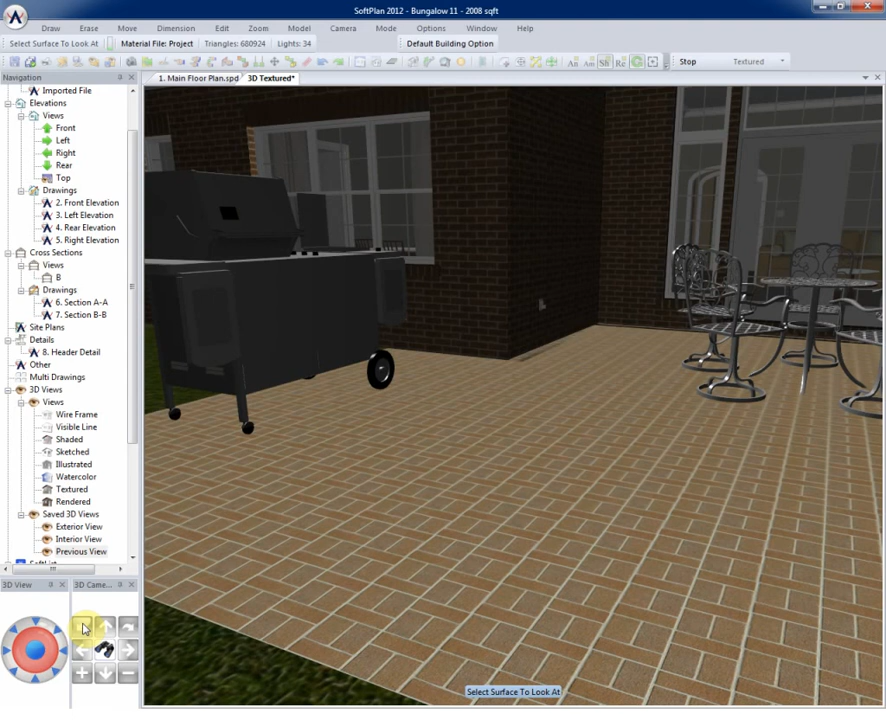 SoftPlan 2012 - Bungalow 11 - 2008 sqft
Draw Erase Move Dimension Edit Zoom Model Camera Mode Options Window Help
Select Surface To Look At Material File: Project Triangles: 680924 Lights: 34 Default Building Option
An Am Sh Re Stop Textured
Navigation
1. Main Floor Plan.spd 3D Textured*
Imported File
Elevations
Views
Front
Left
Right
Rear
Top
Drawings
2. Front Elevation
3. Left Elevation
4. Rear Elevation
5. Right Elevation
Cross Sections
Views
B
Drawings
6. Section A-A
7. Section B-B
Site Plans
Details
8. Header Detail
Other
Multi Drawings
3D Views
Views
Wire Frame
Visible Line
Shaded
Sketched
Illustrated
Watercolor
Textured
Rendered
Saved 3D Views
Exterior View
Interior View
Previous View
3D View 3D Came...
Select Surface To Look At